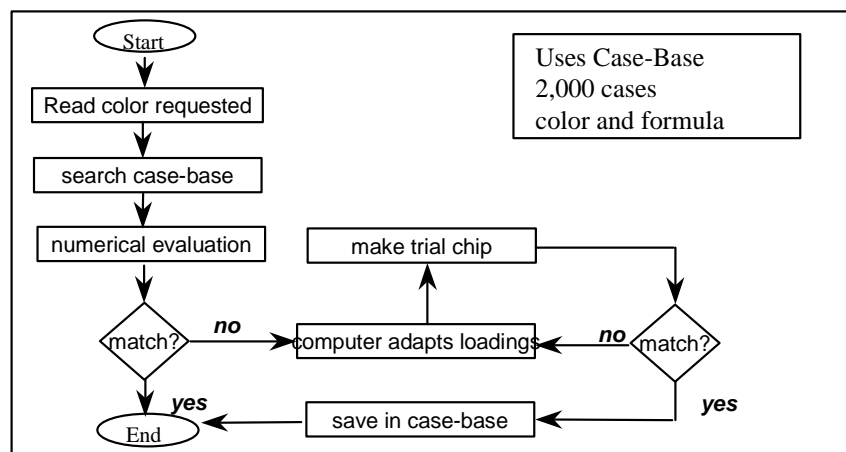 Start
Uses Case-Base
2,000 cases
color and formula
Read color requested
search case-base
numerical evaluation
make trial chip
match?
no
computer adapts loadings
no
match?
yes
save in case-base
yes
End